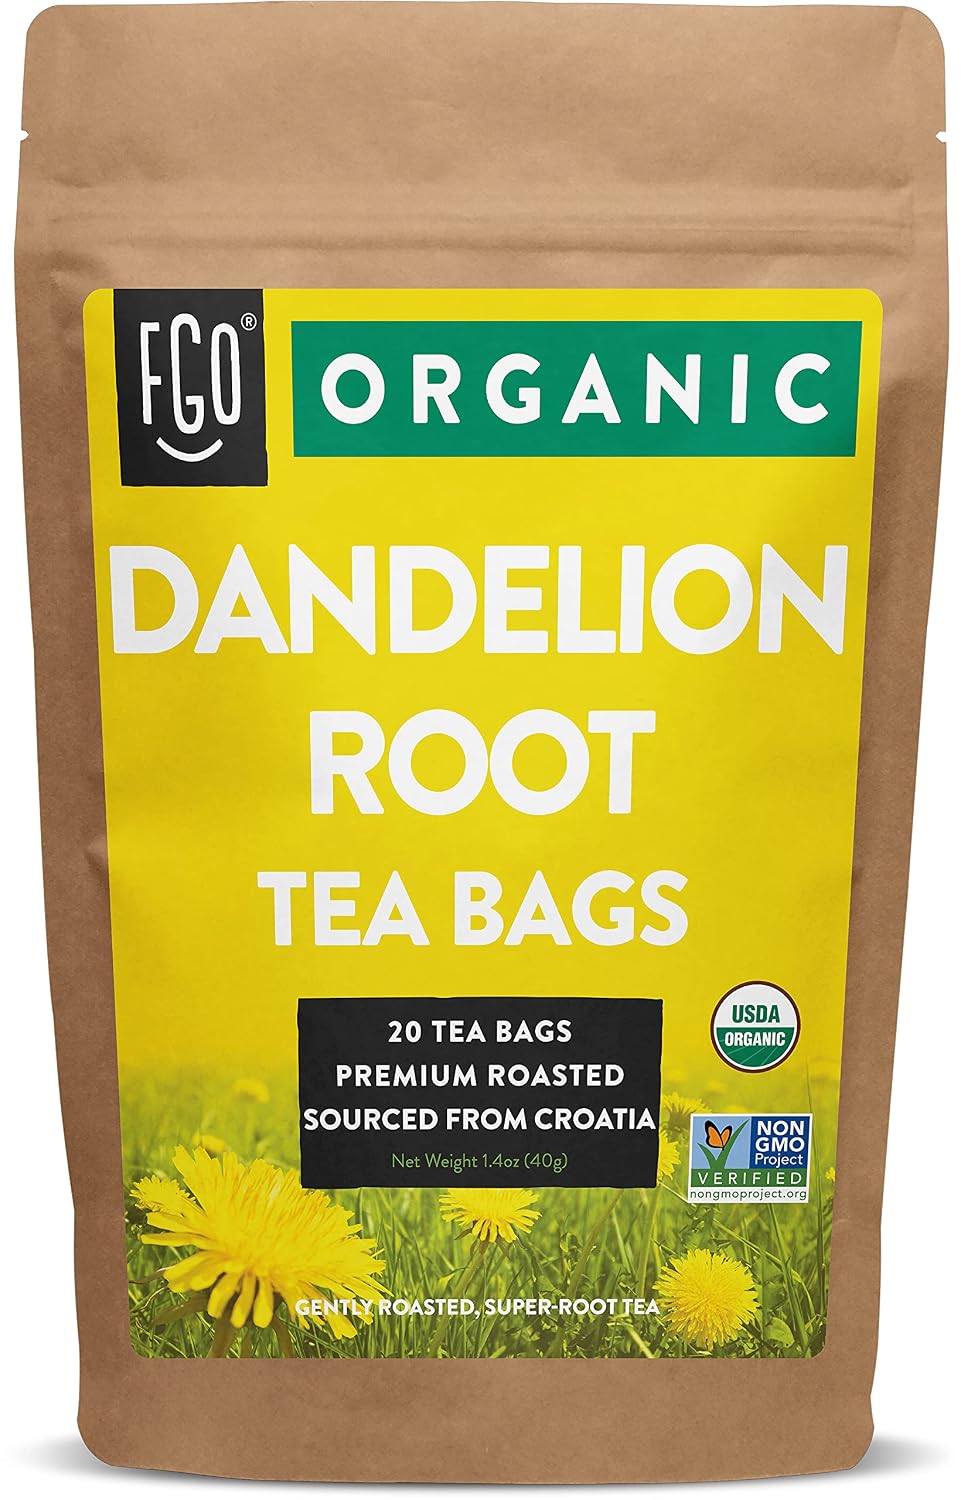 FGO®
ORGANIC
DANDELION
ROOT
TEA BAGS
20 TEA BAGS
PREMIUM ROASTED
SOURCED FROM CROATIA
Net Weight 1.4oz (40g)
USDA
ORGANIC
NON
GMO
Project
VERIFIED
nongmoproject.org
GENTLY ROASTED, SUPER-ROOT TEA